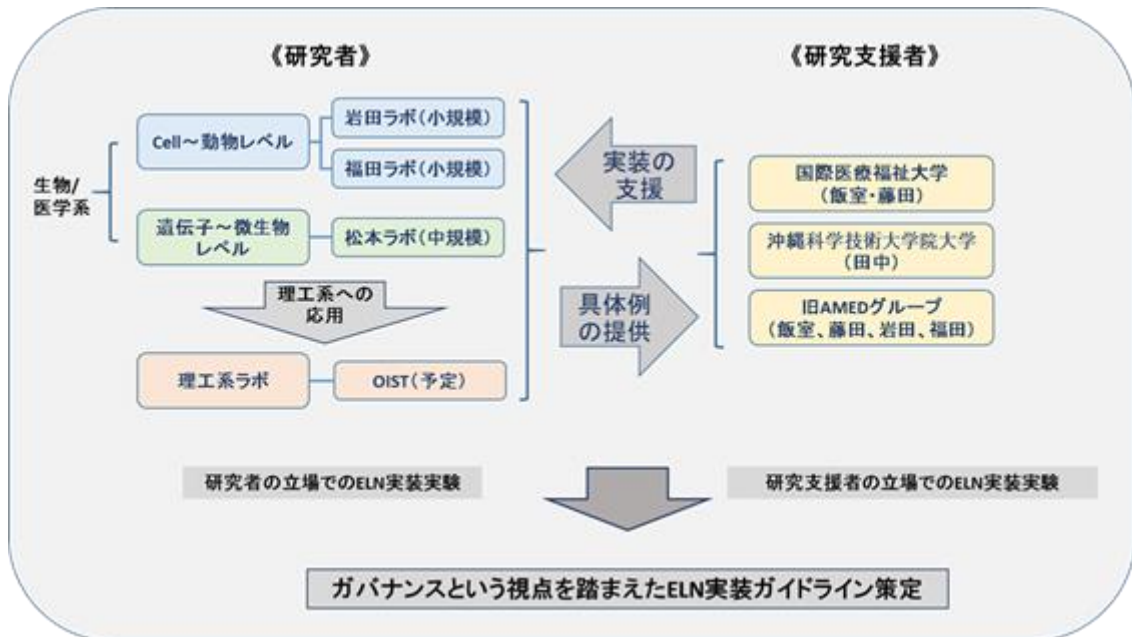 《研究者》
《研究支援者》
生物/
医学系
Cell～動物レベル
岩田ラボ(小規模)
福田ラボ(小規模)
遺伝子～微生物
レベル
松本ラボ(中規模)
理工系への
応用
理工系ラボ
OIST(予定)
実装の
支援
具体例
の提供
国際医療福祉大学
(飯室・藤田)
沖縄科学技術大学院大学
(田中)
旧AMEDグループ
(飯室、藤田、岩田、福田)
研究者の立場でのELN実装実験
研究支援者の立場でのELN実装実験
ガバナンスという視点を踏まえたELN実装ガイドライン策定